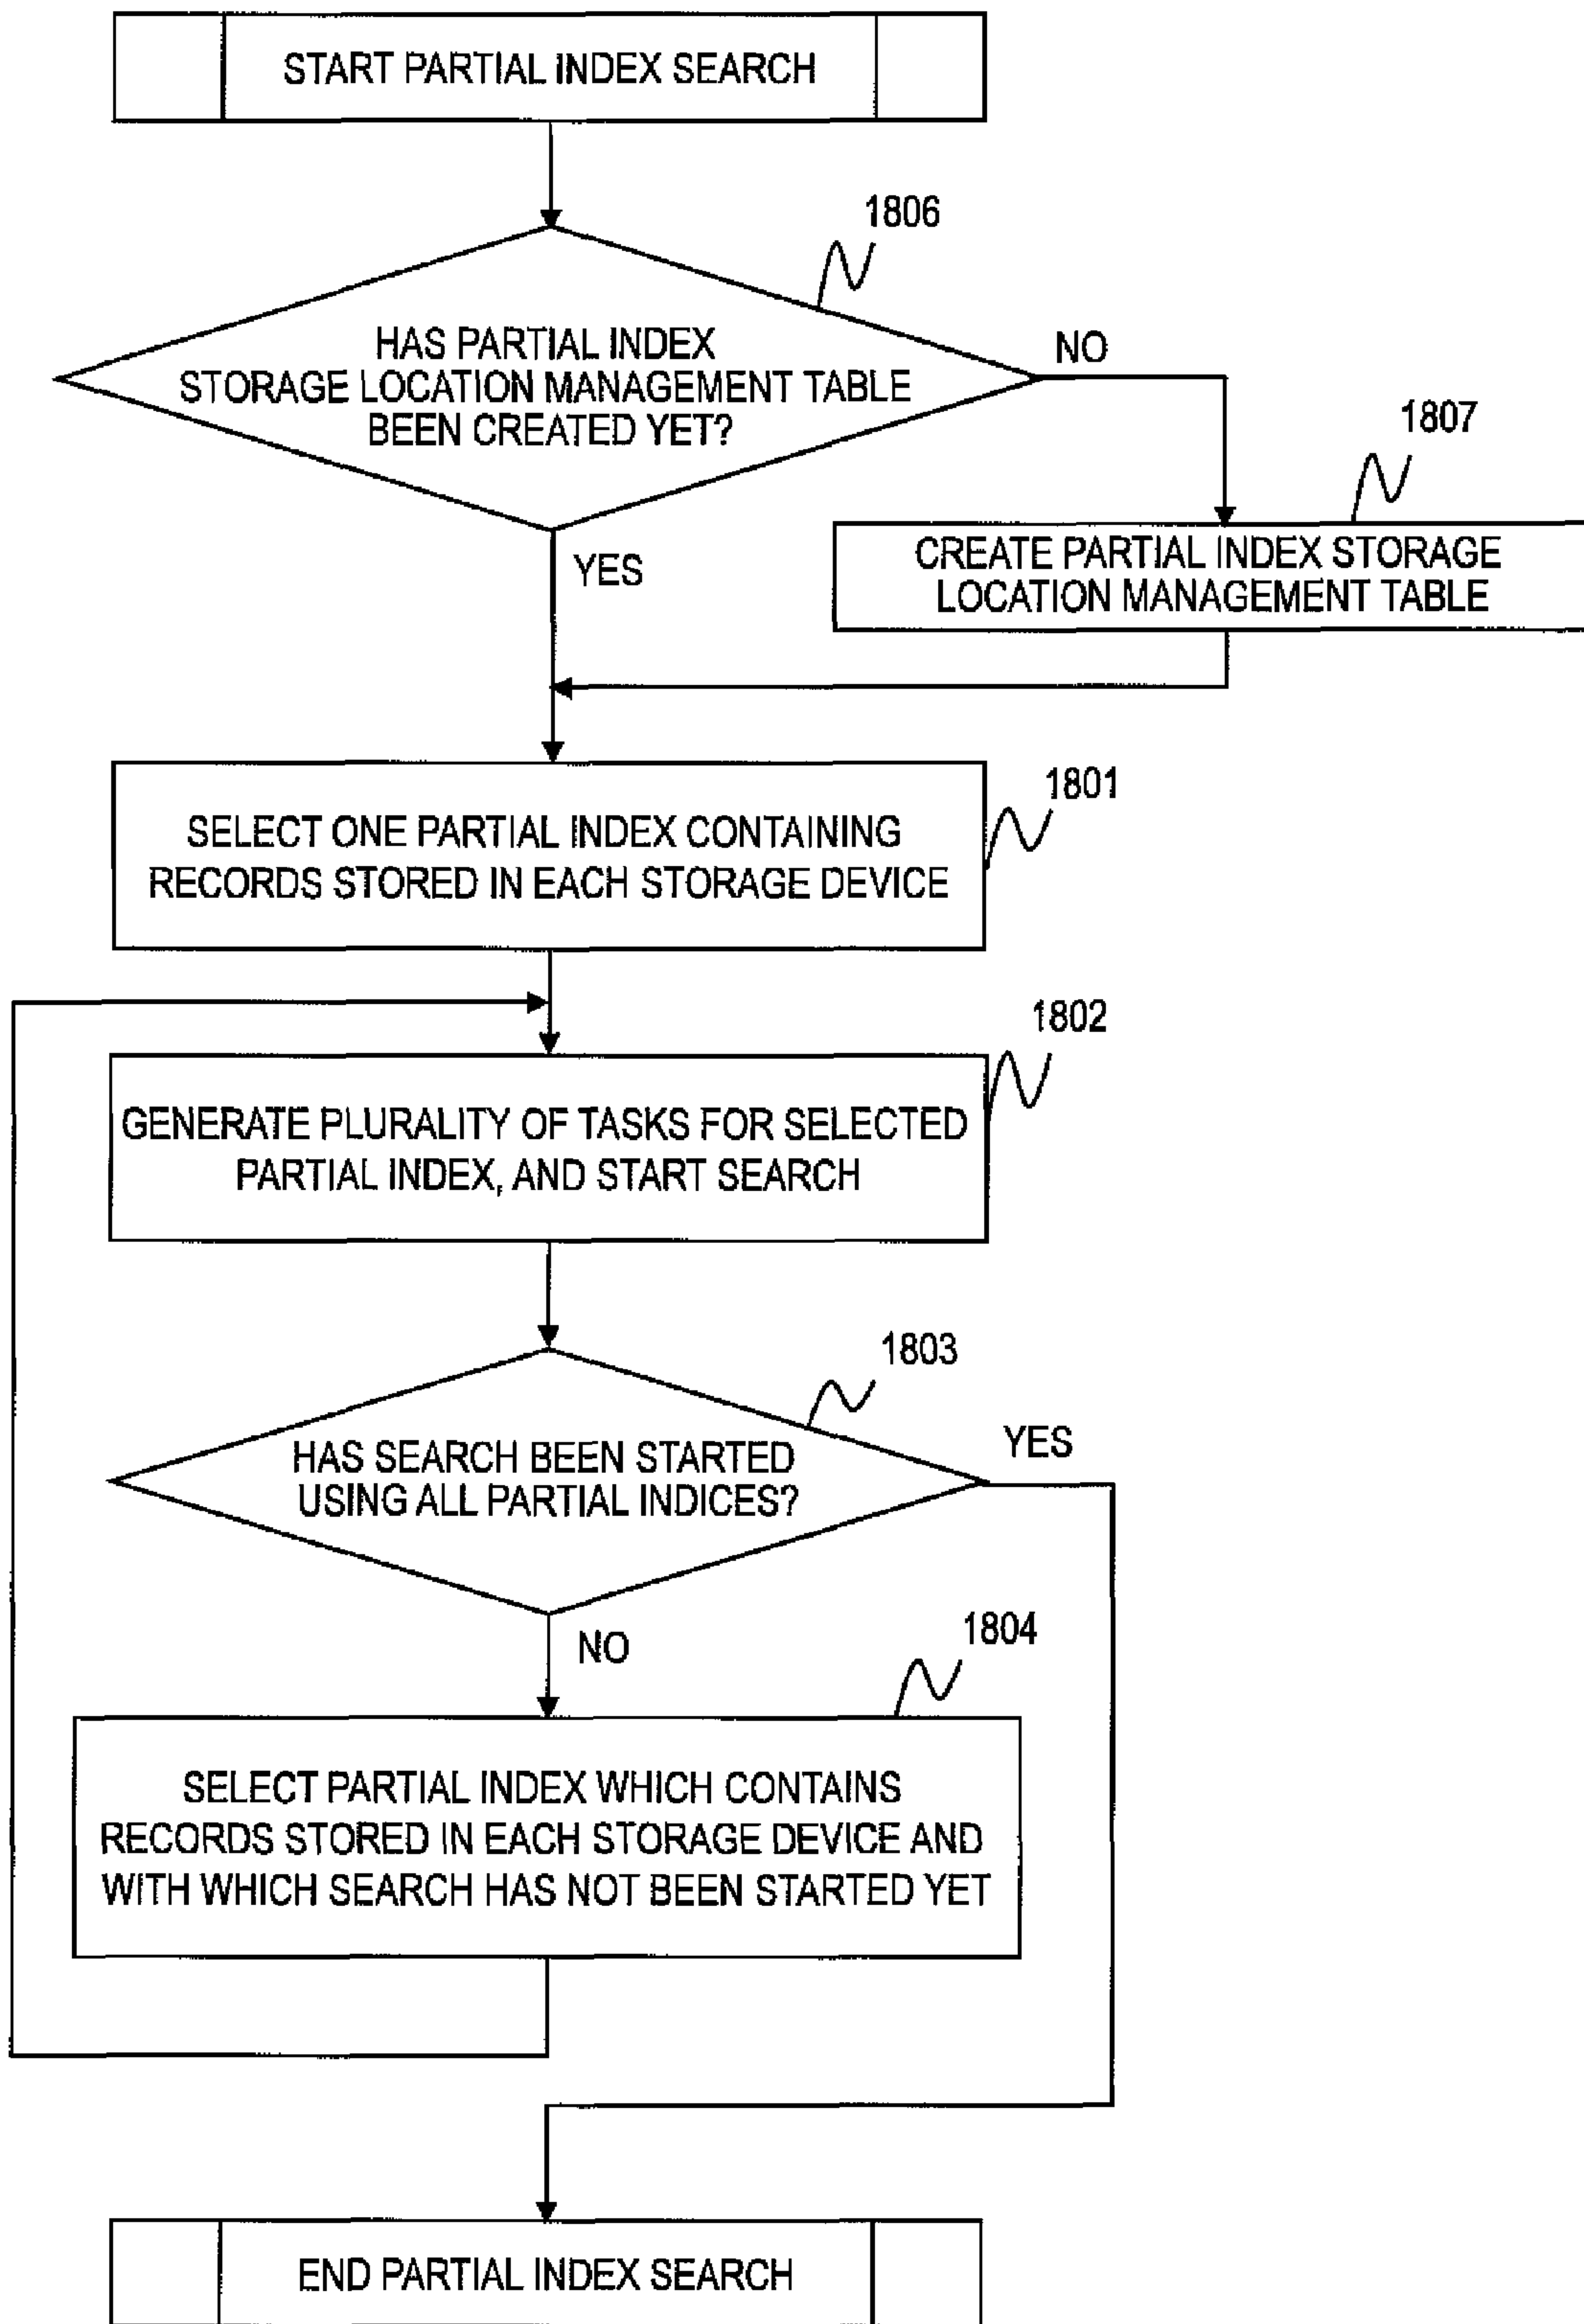 START PARTIAL INDEX SEARCH
1806
HAS PARTIAL INDEX
STORAGE LOCATION MANAGEMENT TABLE
BEEN CREATED YET?
NO
YES
1807
CREATE PARTIAL INDEX STORAGE
LOCATION MANAGEMENT TABLE
1801
SELECT ONE PARTIAL INDEX CONTAINING
RECORDS STORED IN EACH STORAGE DEVICE
1802
GENERATE PLURALITY OF TASKS FOR SELECTED
PARTIAL INDEX, AND START SEARCH
1803
HAS SEARCH BEEN STARTED
USING ALL PARTIAL INDICES?
YES
NO
1804
SELECT PARTIAL INDEX WHICH CONTAINS
RECORDS STORED IN EACH STORAGE DEVICE AND
WITH WHICH SEARCH HAS NOT BEEN STARTED YET
END PARTIAL INDEX SEARCH